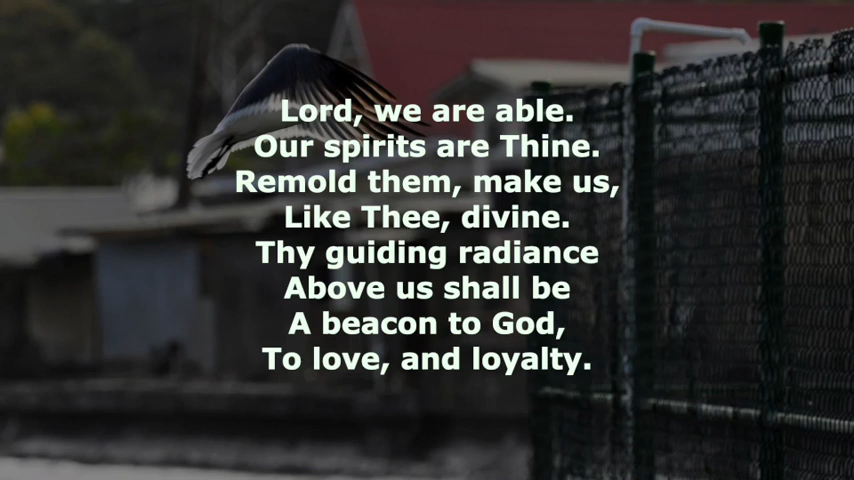 Lord, we are able.
Our spirits are Thine.
Remold them, make us,
Like Thee, divine.
Thy guiding radiance
Above us shall be
A beacon to God,
To love, and loyalty.